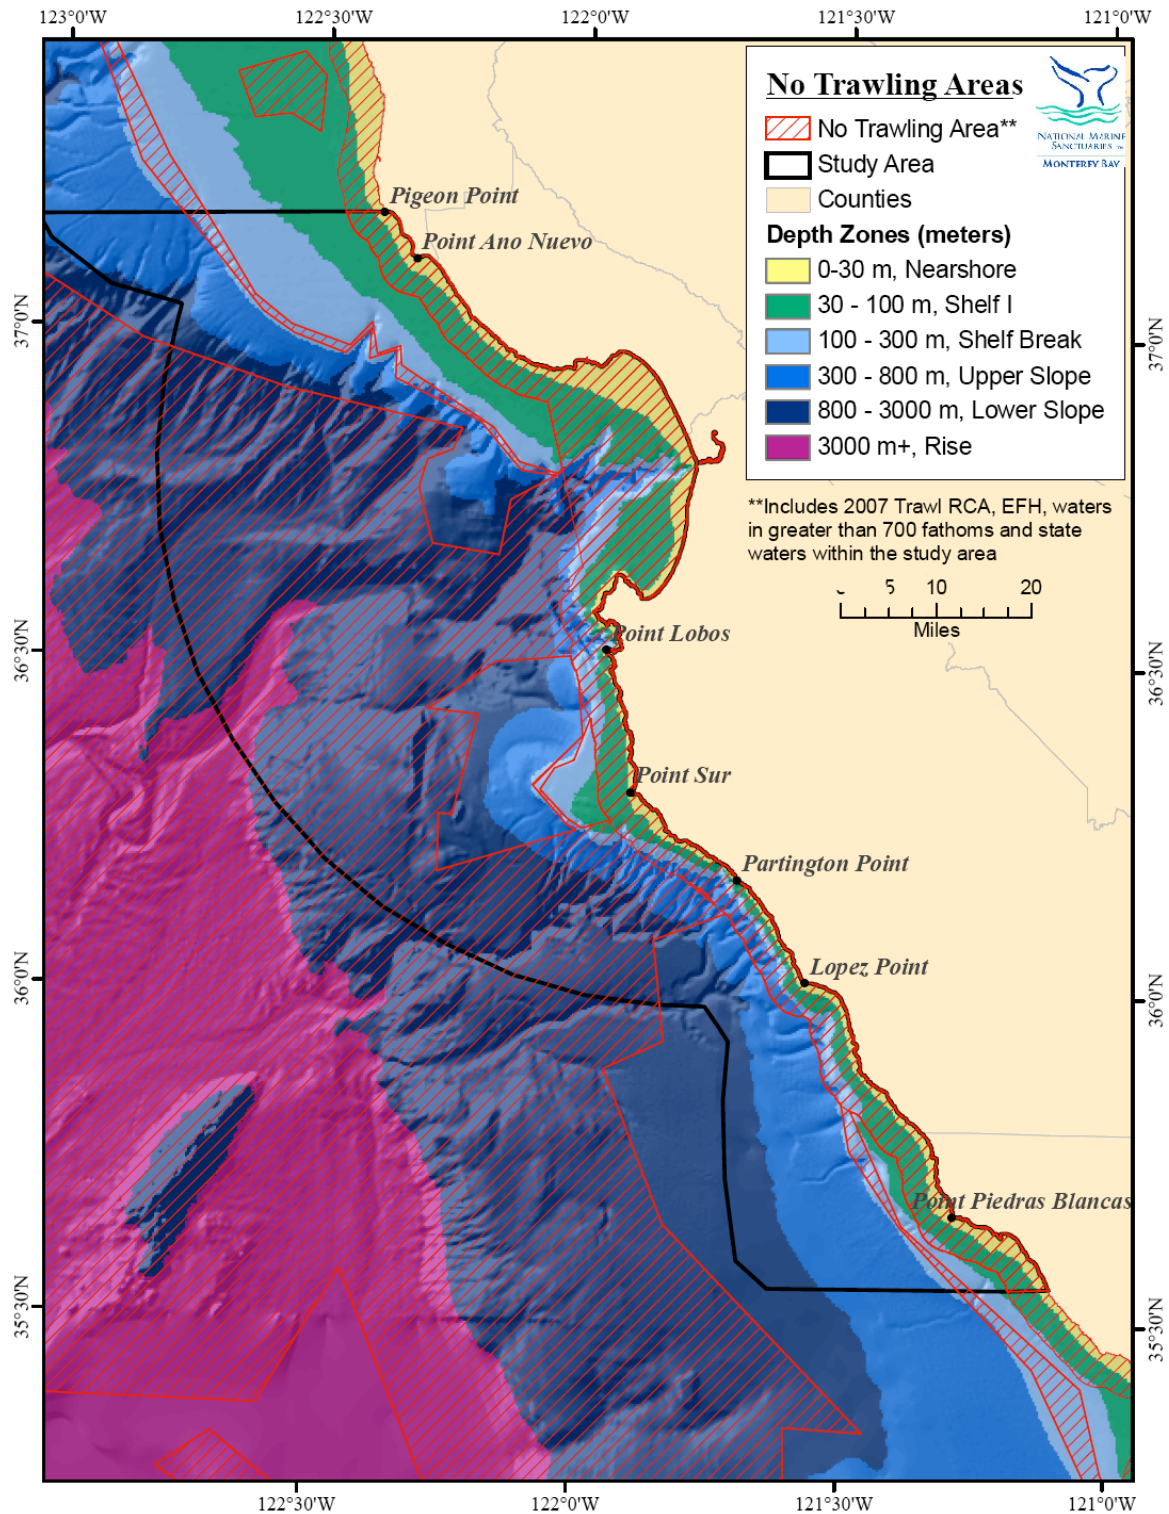 123°0'W 122°30'W 122°0'W 121°30'W 121°0'W
No Trawling Areas
No Trawling Area**
Study Area
Counties
Depth Zones (meters)
0-30 m, Nearshore
30 - 100 m, Shelf I
100 - 300 m, Shelf Break
300 - 800 m, Upper Slope
800 - 3000 m, Lower Slope
3000 m+, Rise
NATIONAL MARINE
SANCTUARIES
MONTEREY BAY
**Includes 2007 Trawl RCA, EFH, waters
in greater than 700 fathoms and state
waters within the study area
5 10 20
Miles
Pigeon Point
Point Ano Nuevo
Point Lobos
Point Sur
Partington Point
Lopez Point
Point Piedras Blancas
37°0'N
36°30'N
36°0'N
35°30'N
37°0'N
36°30'N
36°0'N
35°30'N
122°30'W 122°0'W 121°30'W 121°0'W